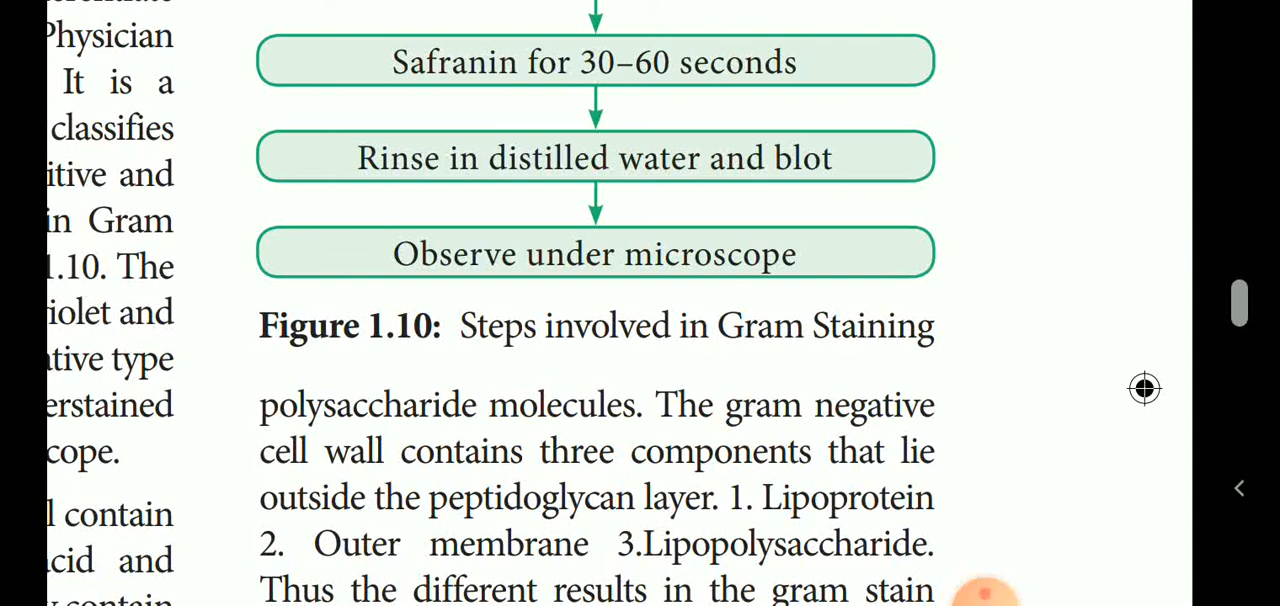 Physician
It is a
classifies
itive and
in Gram
1.10. The
iolet and
ative type
erstained
cope.
l contain
acid and
contain
Safranin for 30–60 seconds
Rinse in distilled water and blot
Observe under microscope
Figure 1.10: Steps involved in Gram Staining
polysaccharide molecules. The gram negative
cell wall contains three components that lie
outside the peptidoglycan layer. 1. Lipoprotein
2. Outer membrane 3.Lipopolysaccharide.
Thus the different results in the gram stain